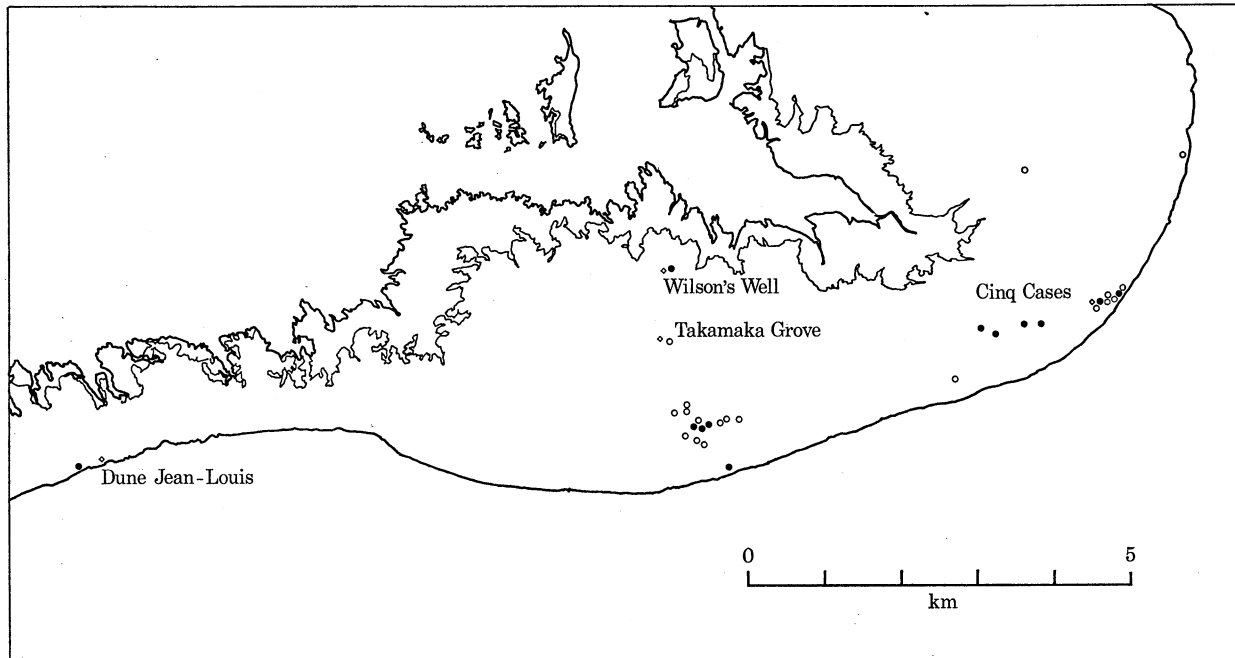 Wilson's Well
Cinq Cases
Takamaka Grove
Dune Jean-Louis
0 5
km